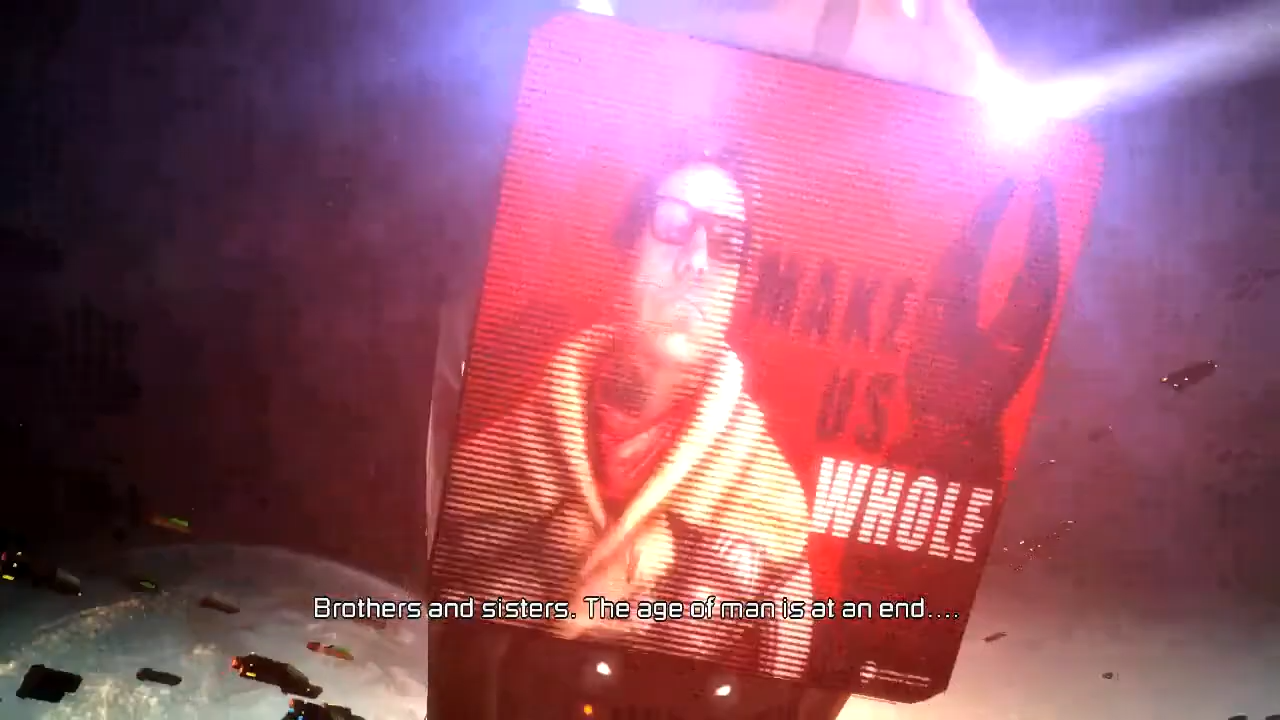 MAKE
US
WHOLE
Brothers and sisters. The age of man is at an end....